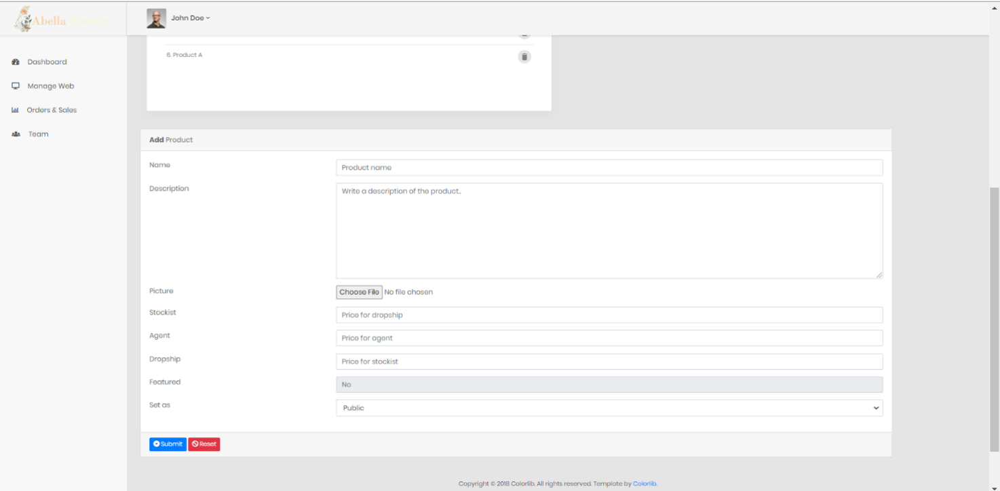 Abella
John Doe
Dashboard
Manage Web
Orders & Sales
Team
6. Product A
Add Product
Name
Product name
Description
Write a description of the product..
Picture
Choose File No file chosen
Stockist
Price for dropship
Agent
Price for agent
Dropship
Price for stockist
Featured
No
Set as
Public
Submit Reset
Copyright © 2018 Colorlib. All rights reserved. Template by Colorlib.